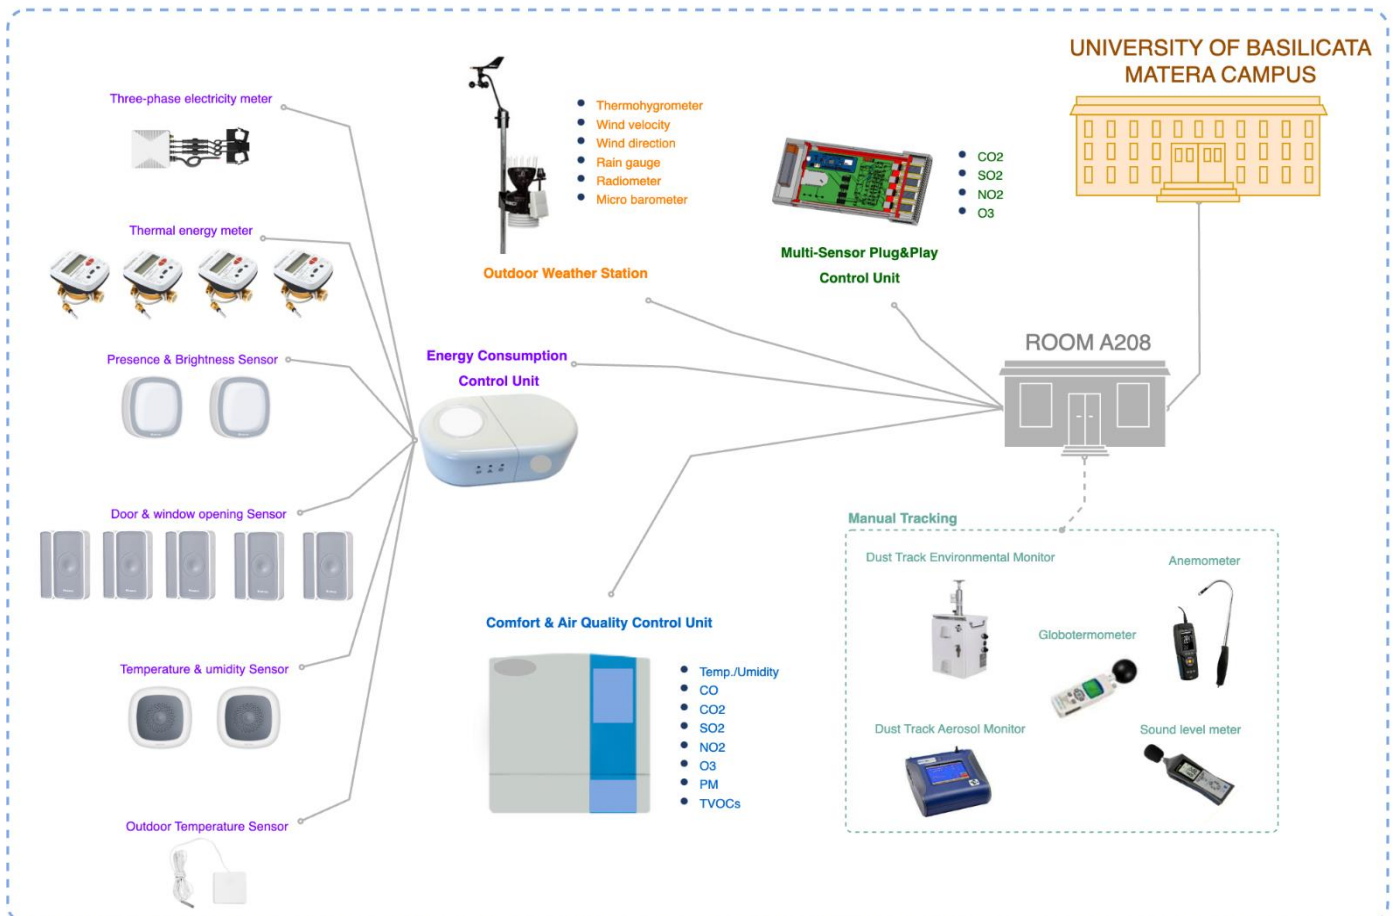 UNIVERSITY OF BASILICATA
MATERA CAMPUS
Three-phase electricity meter
Thermal energy meter
Presence & Brightness Sensor
Door & window opening Sensor
Temperature & umidity Sensor
Outdoor Temperature Sensor
Energy Consumption
Control Unit
Thermohygrometer
Wind velocity
Wind direction
Rain gauge
Radiometer
Micro barometer
Outdoor Weather Station
CO2
SO2
NO2
O3
Multi-Sensor Plug&Play
Control Unit
ROOM A208
Comfort & Air Quality Control Unit
Temp./Umidity
CO
CO2
SO2
NO2
O3
PM
TVOCs
Manual Tracking
Dust Track Environmental Monitor
Anemometer
Globotermometer
Dust Track Aerosol Monitor
Sound level meter